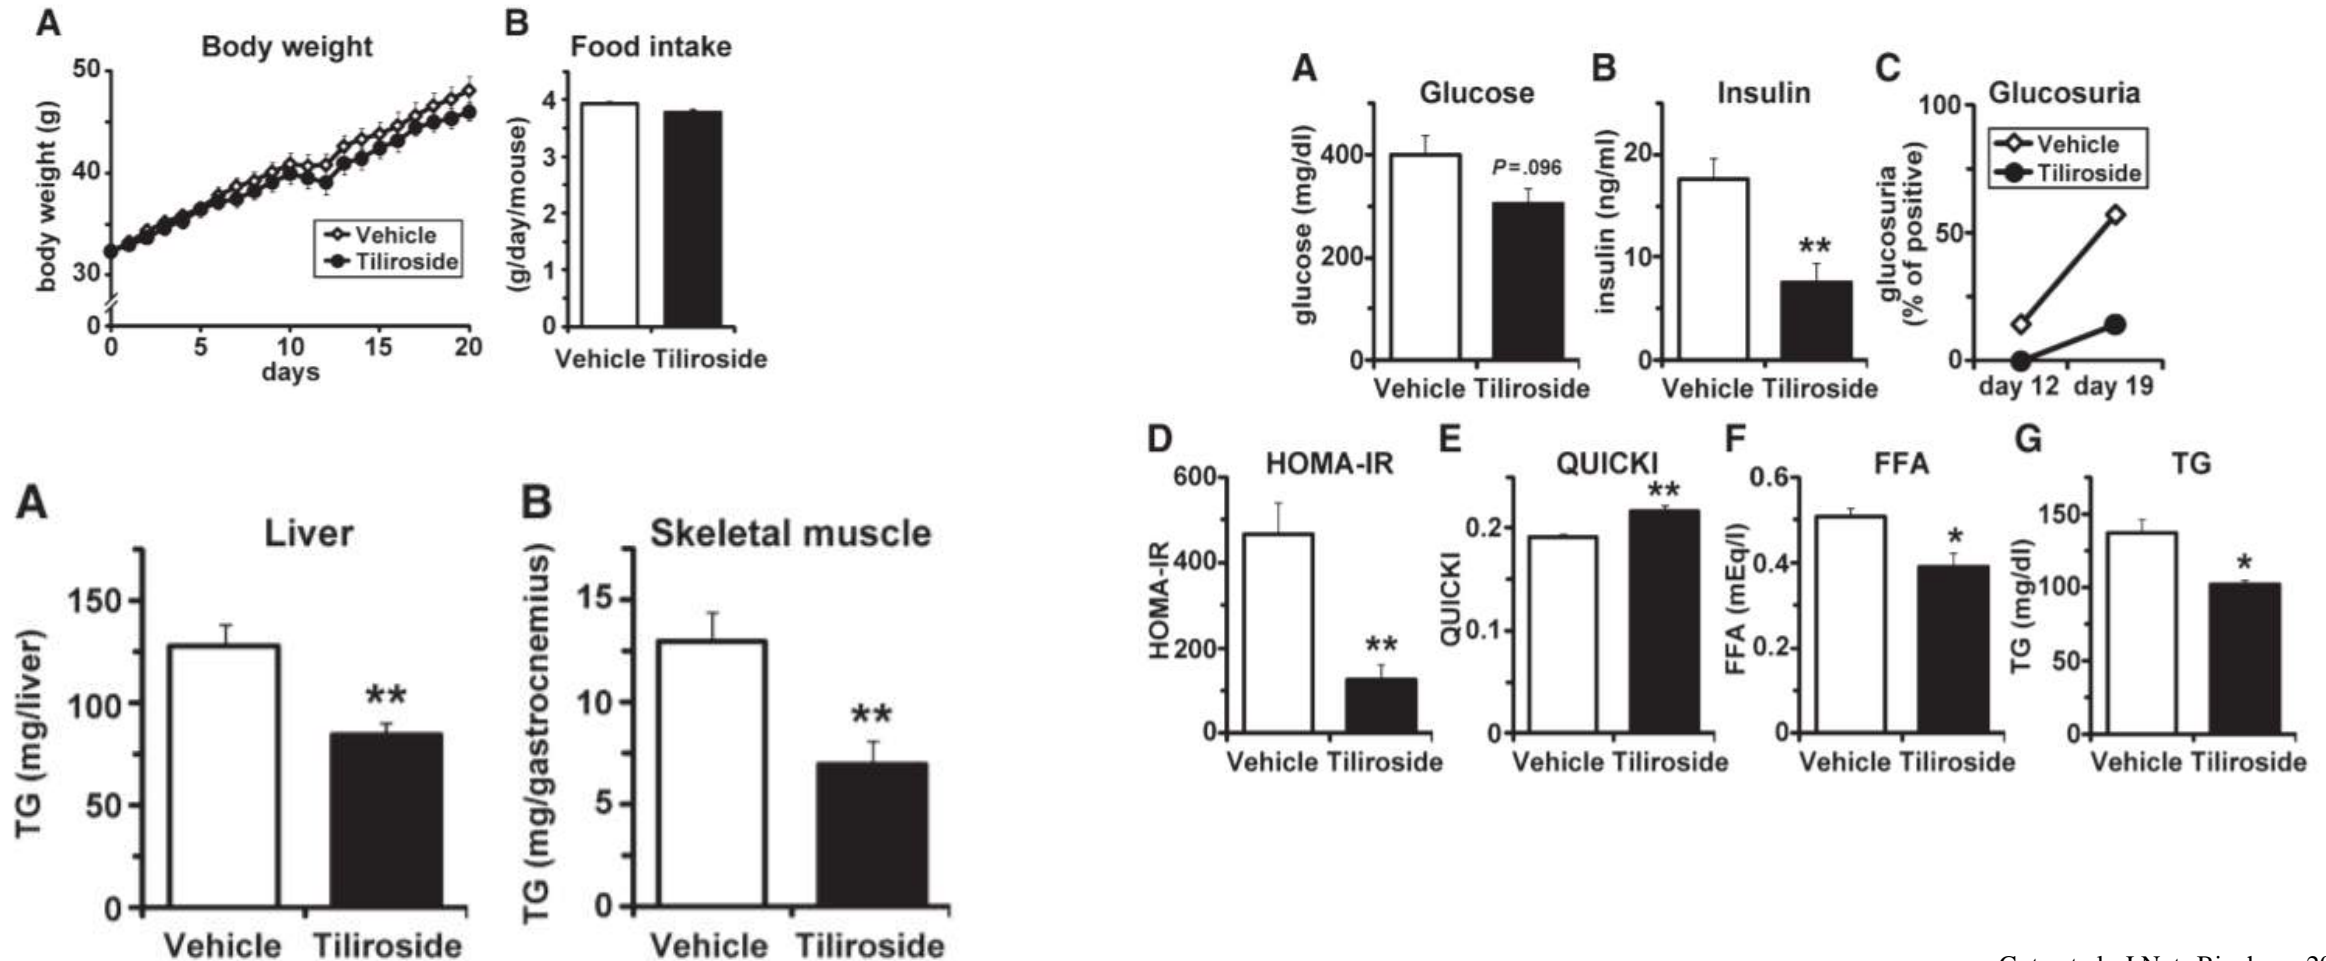 A
Body weight
body weight (g)
50
40
30
0
Vehicle
Tiliroside
0 5 10 15 20
days
B
Food intake
(g/day/mouse)
4
3
2
1
0
Vehicle Tiliroside
A
Glucose
glucose (mg/dl)
400
200
0
P=.096
Vehicle Tiliroside
B
Insulin
insulin (ng/ml)
20
10
0
**
Vehicle Tiliroside
C
Glucosuria
glucosuria
(% of positive)
100
50
0
Vehicle
Tiliroside
day 12 day 19
A
Liver
TG (mg/liver)
150
100
50
0
**
Vehicle Tiliroside
B
Skeletal muscle
TG (mg/gastrocnemius)
15
10
5
0
**
Vehicle Tiliroside
D
HOMA-IR
HOMA-IR
600
400
200
0
**
Vehicle Tiliroside
E
QUICKI
QUICKI
0.2
0.1
0
**
Vehicle Tiliroside
F
FFA
FFA (mEq/l)
0.6
0.4
0.2
0
*
Vehicle Tiliroside
G
TG
TG (mg/dl)
150
100
50
0
*
Vehicle Tiliroside